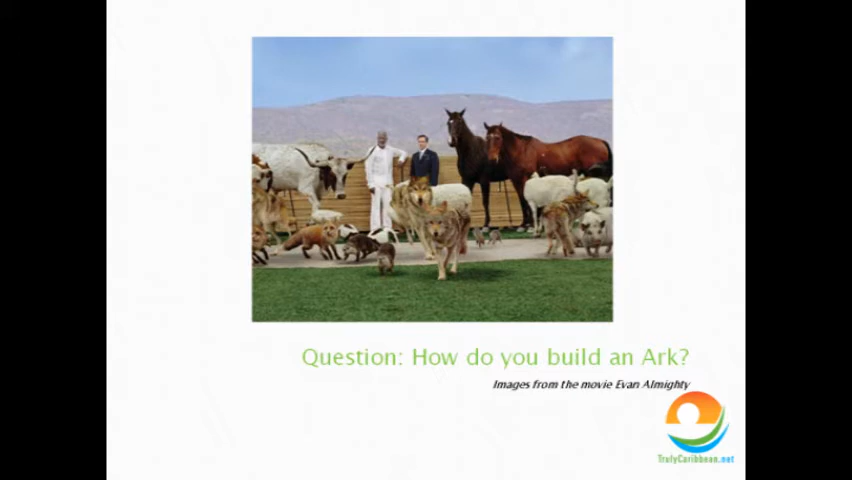 Question: How do you build an Ark?
Images from the movie Evan Almighty
TrulyCaribbean.net